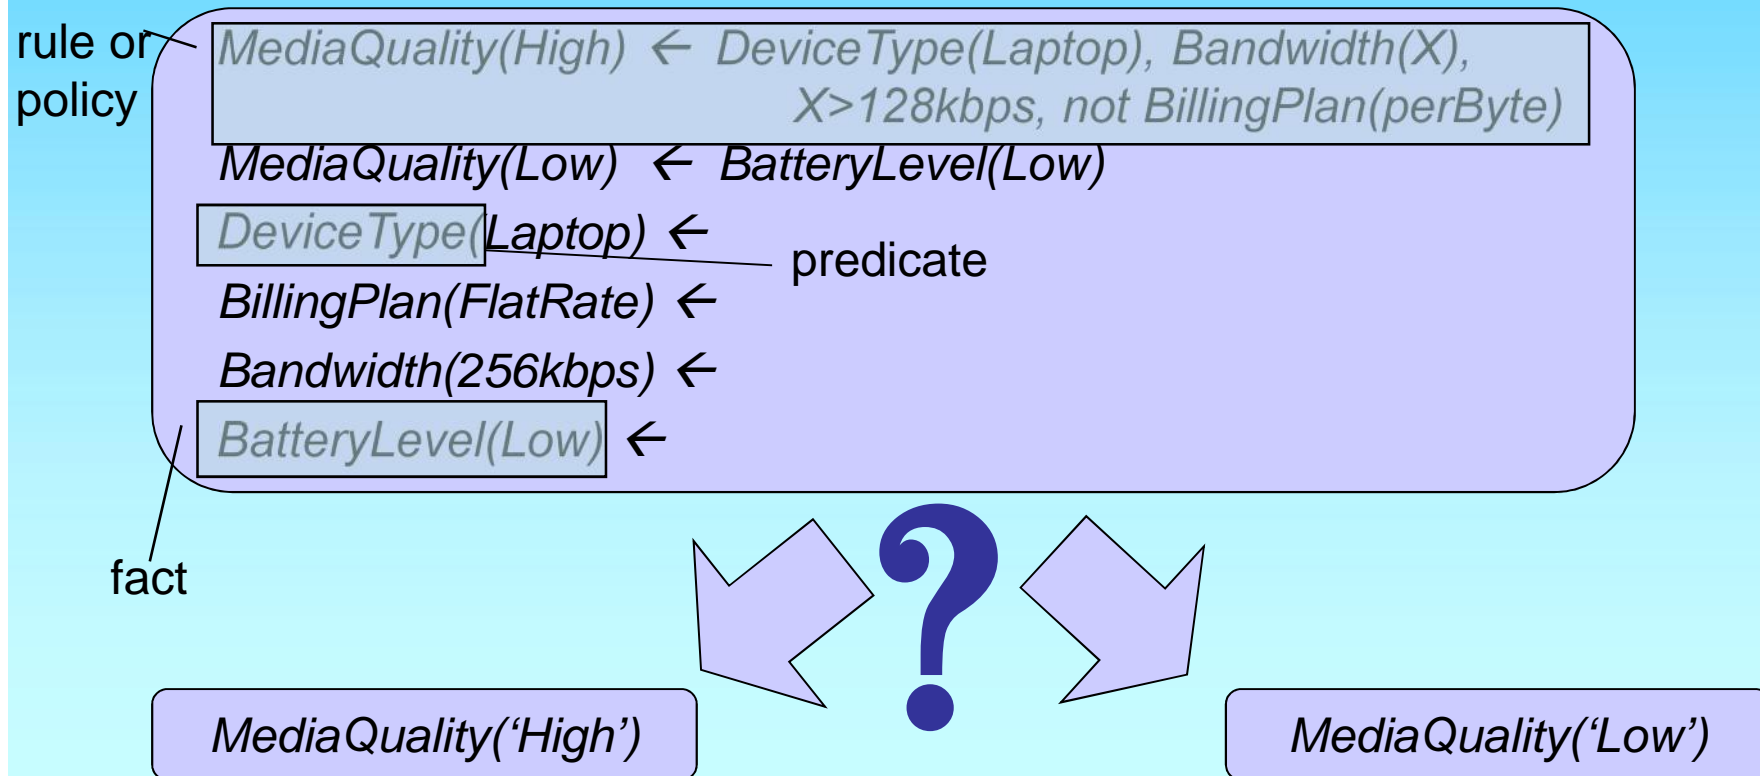 rule or
policy
MediaQuality(High) ← DeviceType(Laptop), Bandwidth(X),
X>128kbps, not BillingPlan(perByte)
MediaQuality(Low) ← BatteryLevel(Low)
DeviceType(Laptop) ←
predicate
BillingPlan(FlatRate) ←
Bandwidth(256kbps) ←
BatteryLevel(Low) ←
fact
?
MediaQuality(‘High’)
MediaQuality(‘Low’)